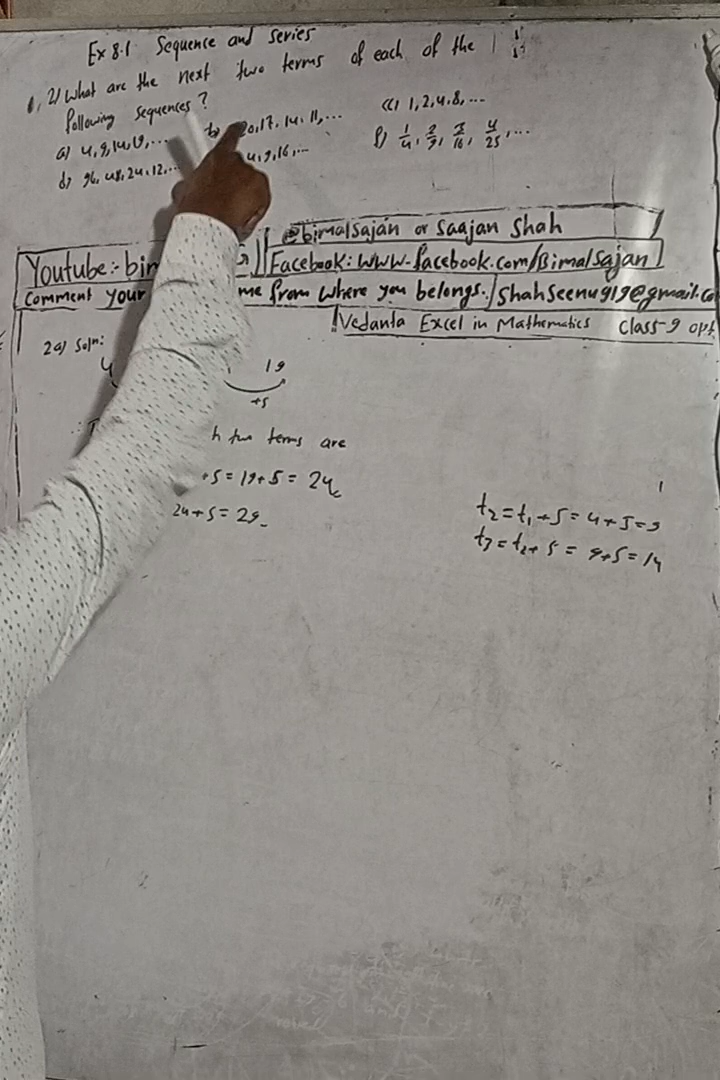 Ex 8.1 Sequence and series
2) What are the next two terms of each of the
following sequences?
a) 4, 9, 14, 19, ... b) 20, 17, 14, 11, ... c) 1, 2, 4, 8, ...
d) 96, 48, 24, 12, ... 4, 9, 16, ... f) 1/4, 2/9, 3/16, 4/25, ...
@bimalsajan or Saajan Shah
Youtube:- Facebook: www.facebook.com/Bimalsajan
Comment your me from where you belongs. / Shahseenu919@gmail.co
Vedanta Excel in Mathematics Class-9 opt
2a) Soln:
4 19
+5
two terms are
+5 = 19+5 = 24
24+5 = 29
t2 = t1 + 5 = 4+5 = 9
t3 = t2 + 5 = 9+5 = 14